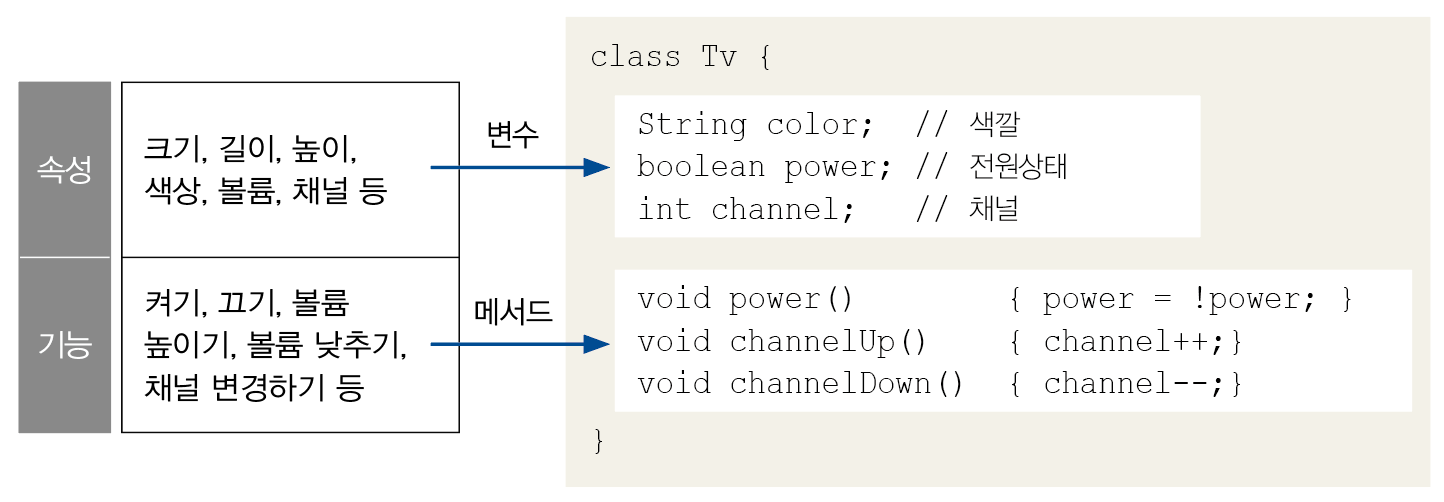 속성
크기, 길이, 높이,
색상, 볼륨, 채널 등
기능
켜기, 끄기, 볼륨
높이기, 볼륨 낮추기,
채널 변경하기 등
변수
메서드
class Tv {
String color;  // 색깔
boolean power; // 전원상태
int channel;   // 채널
void power()       { power = !power; }
void channelUp()    { channel++;}
void channelDown()  { channel--;}
}